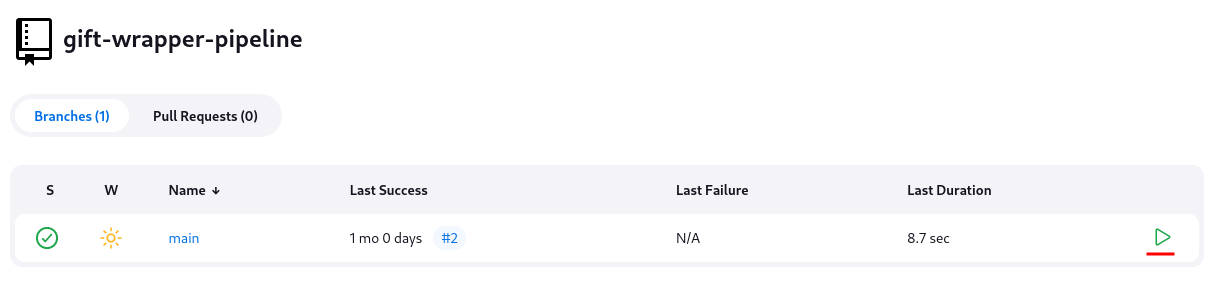 gift-wrapper-pipeline
Branches (1) Pull Requests (0)
S W Name ↓ Last Success Last Failure Last Duration
main 1 mo 0 days #2 N/A 8.7 sec